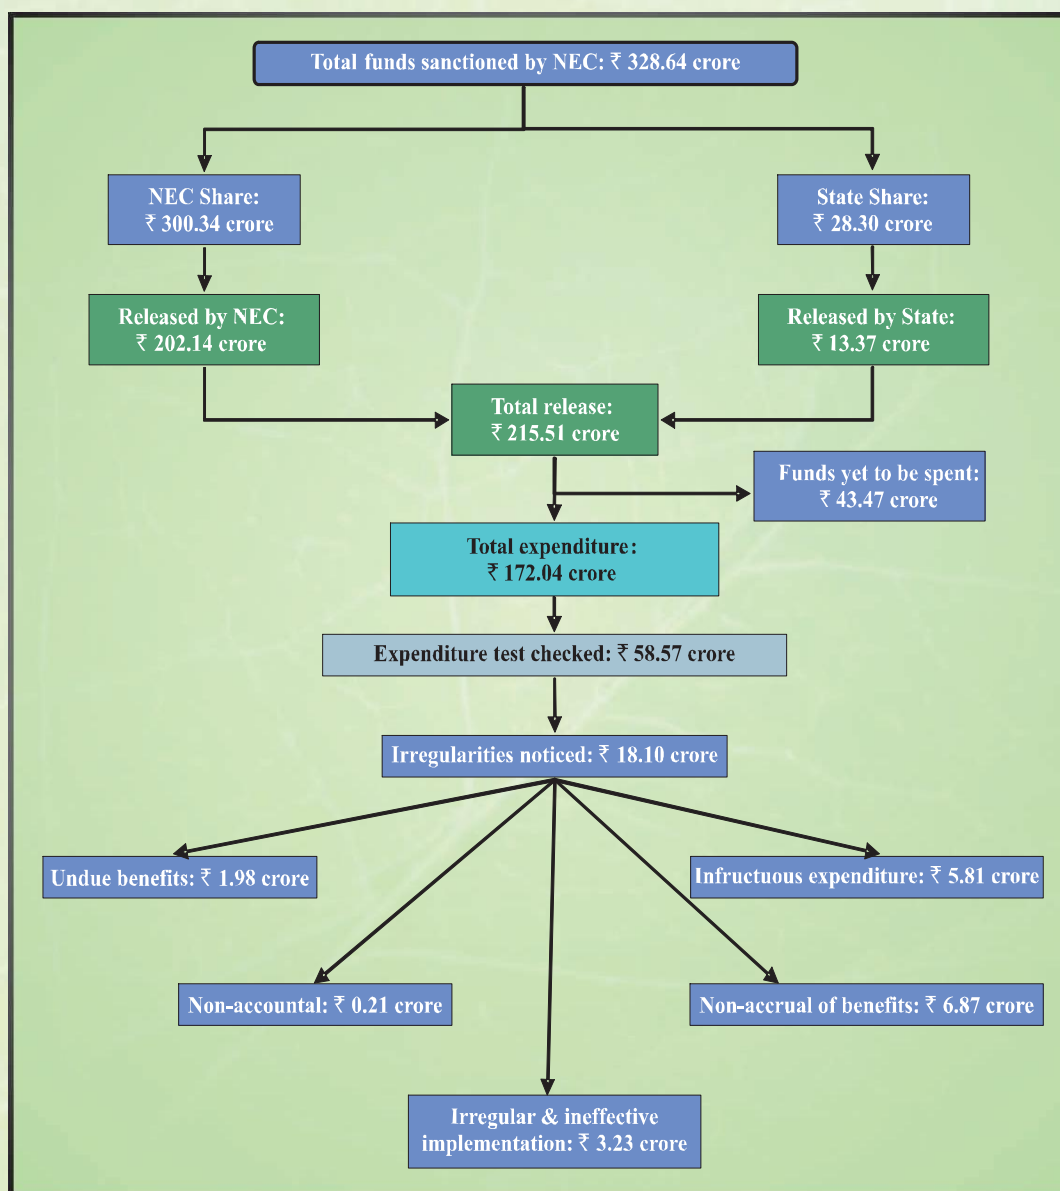 Total funds sanctioned by NEC: ₹ 328.64 crore
NEC Share:
₹ 300.34 crore
State Share:
₹ 28.30 crore
Released by NEC:
₹ 202.14 crore
Released by State:
₹ 13.37 crore
Total release:
₹ 215.51 crore
Funds yet to be spent:
₹ 43.47 crore
Total expenditure:
₹ 172.04 crore
Expenditure test checked: ₹ 58.57 crore
Irregularities noticed: ₹ 18.10 crore
Undue benefits: ₹ 1.98 crore
Infructuous expenditure: ₹ 5.81 crore
Non-accountal: ₹ 0.21 crore
Non-accrual of benefits: ₹ 6.87 crore
Irregular & ineffective
implementation: ₹ 3.23 crore